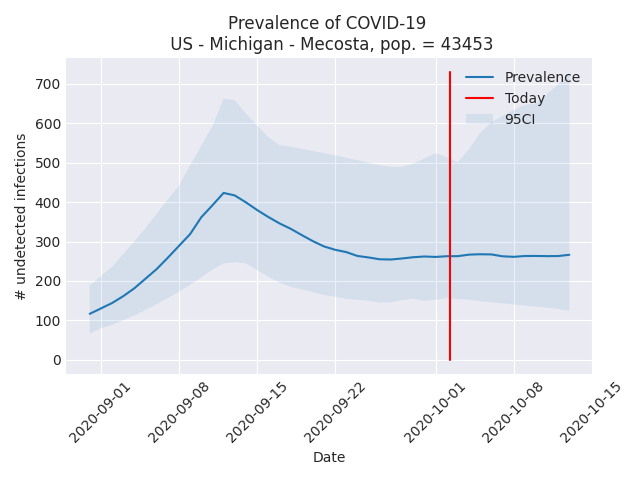 Prevalence of COVID-19
US - Michigan - Mecosta, pop. = 43453
Prevalence
Today
95CI
700
600
500
400
300
200
100
0
# undetected infections
2020-09-01
2020-09-08
2020-09-15
2020-09-22
2020-10-01
2020-10-08
2020-10-15
Date